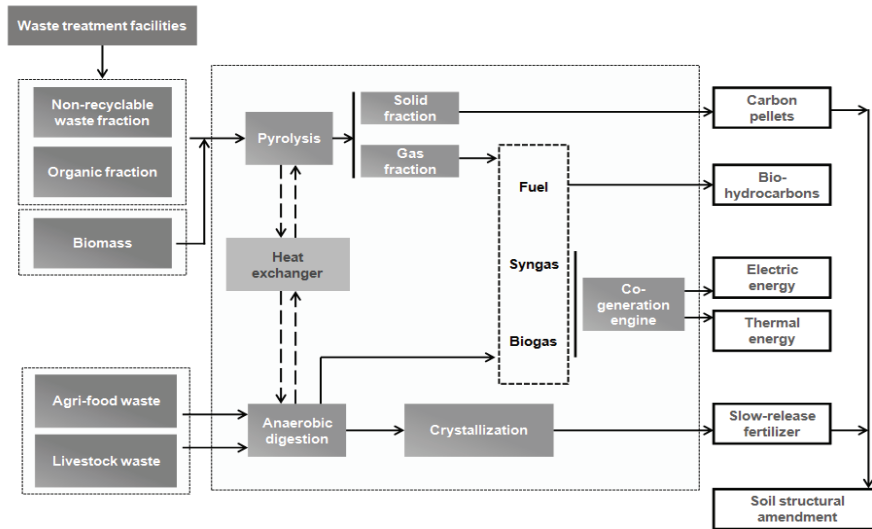 Waste treatment facilities
Non-recyclable
waste fraction
Organic fraction
Biomass
Agri-food waste
Livestock waste
Pyrolysis
Heat
exchanger
Anaerobic
digestion
Solid
fraction
Gas
fraction
Fuel
Syngas
Biogas
Co-
generation
engine
Crystallization
Carbon
pellets
Bio-
hydrocarbons
Electric
energy
Thermal
energy
Slow-release
fertilizer
Soil structural
amendment